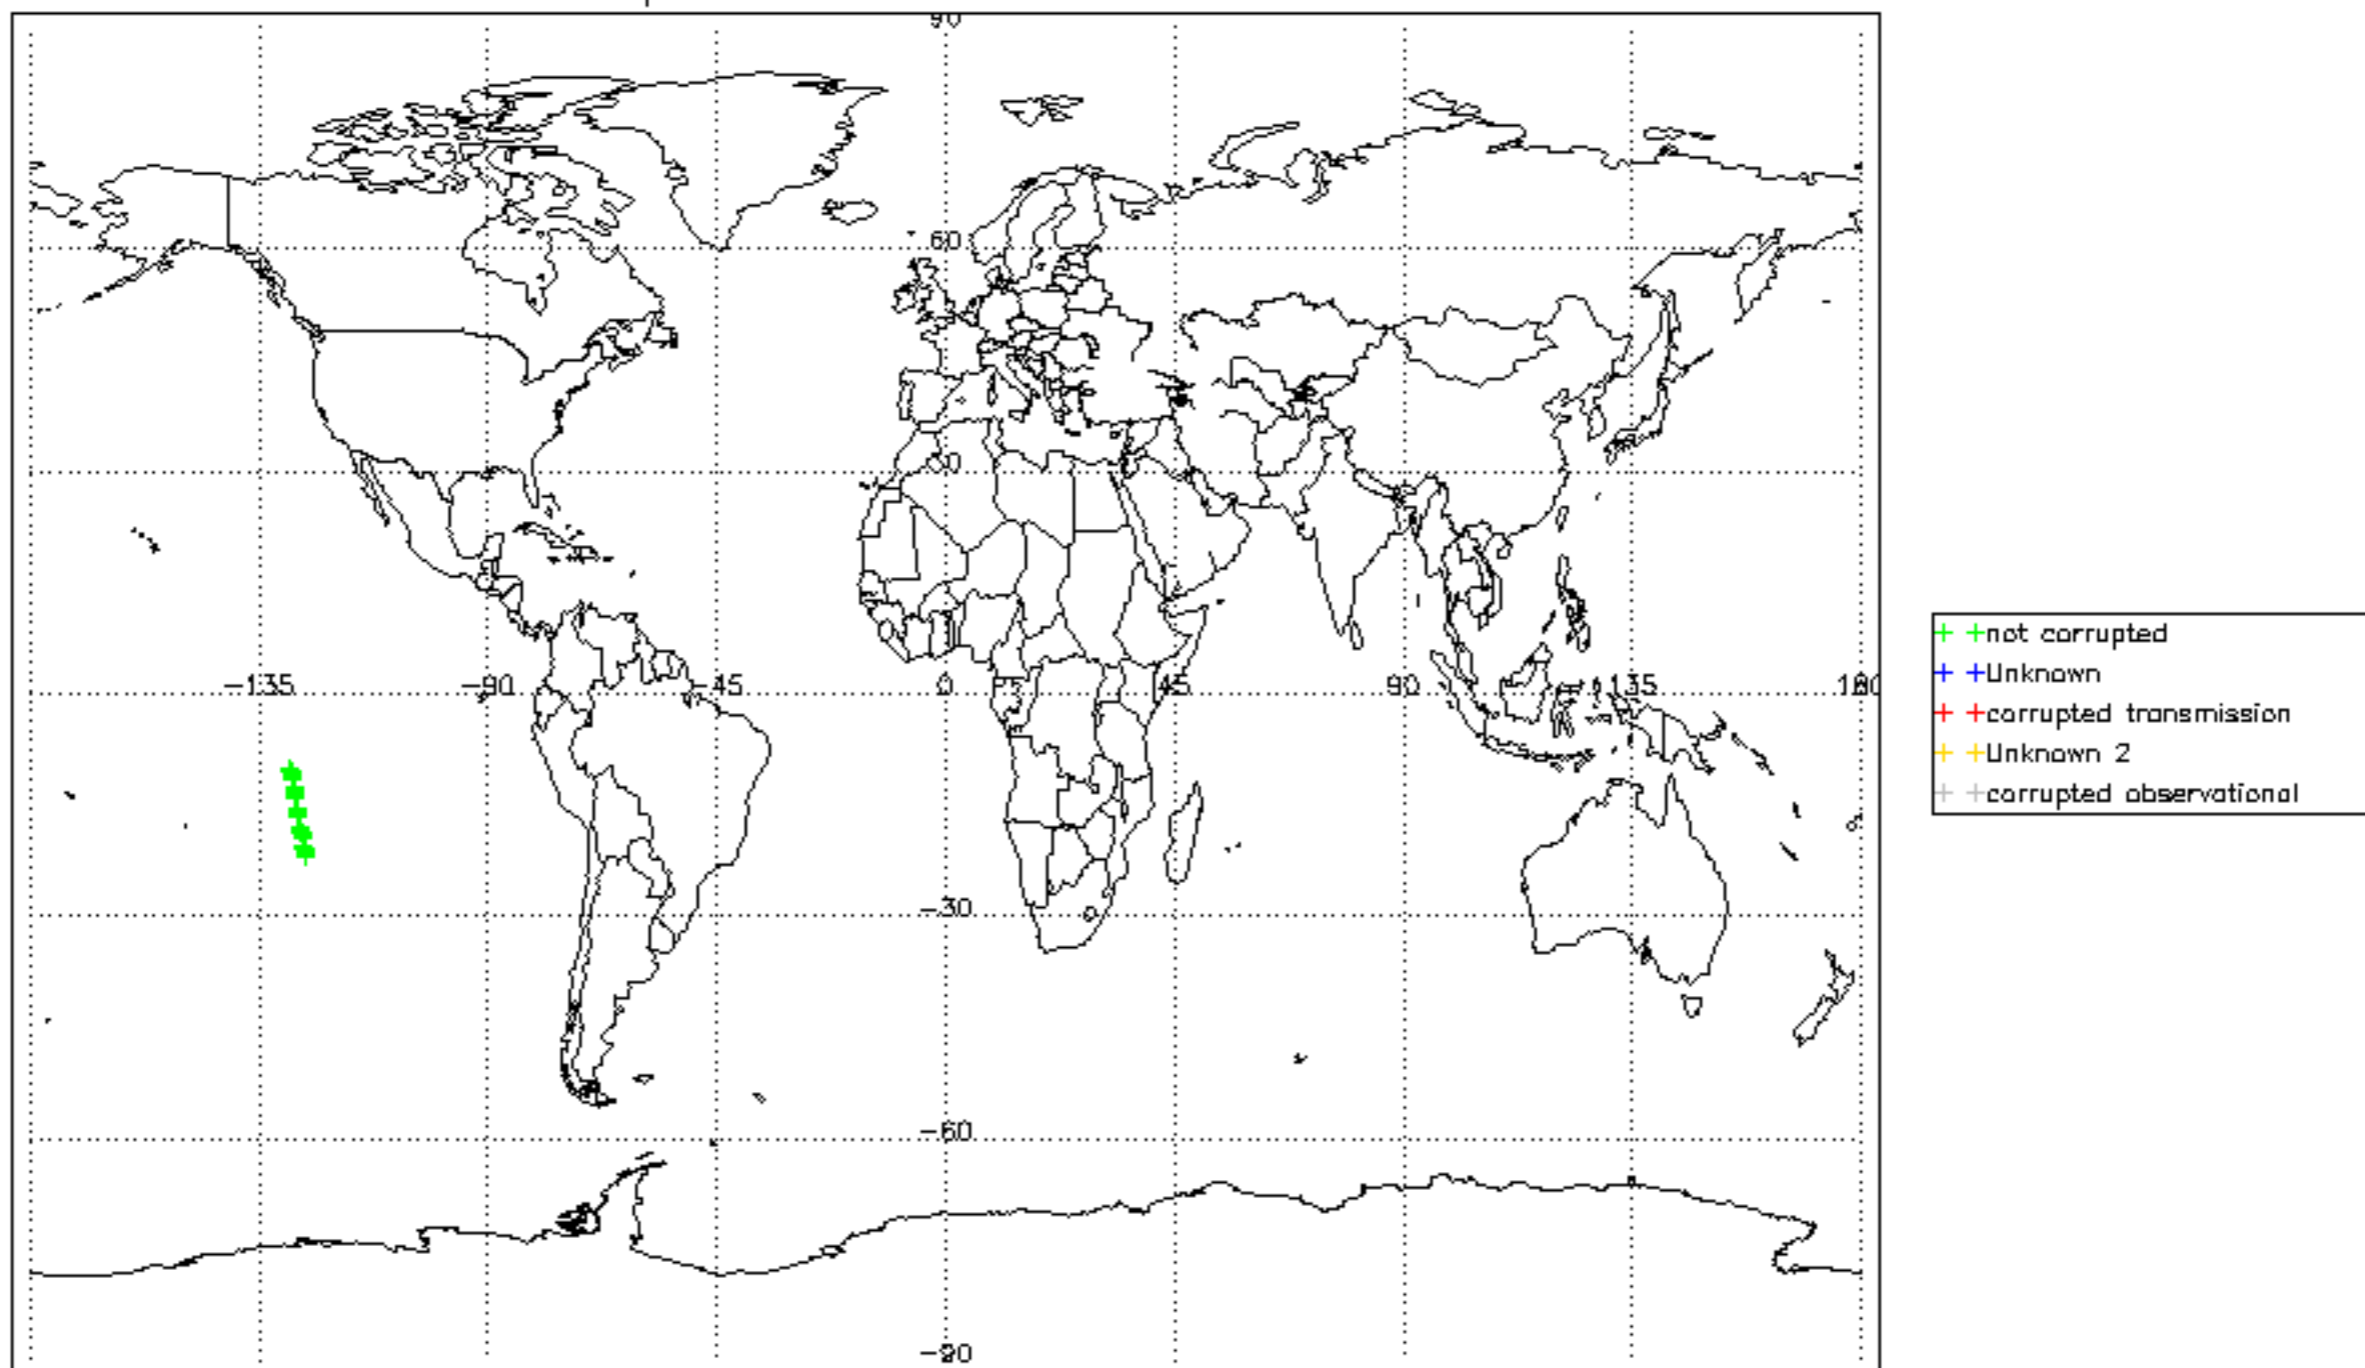 90
60
30
-135 -90 -45 0 45 90 135 180
not corrupted
Unknown
corrupted transmission
Unknown 2
corrupted observational
-30
-60
-90